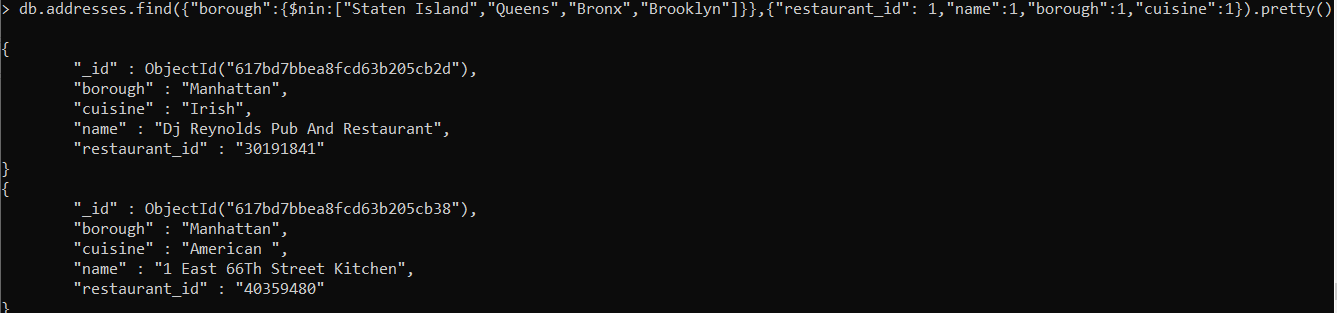 > db.addresses.find({"borough":{$nin:["Staten Island","Queens","Bronx","Brooklyn"]}},{"restaurant_id": 1,"name":1,"borough":1,"cuisine":1}).pretty()
{
"_id" : ObjectId("617bd7bbea8fcd63b205cb2d"),
"borough" : "Manhattan",
"cuisine" : "Irish",
"name" : "Dj Reynolds Pub And Restaurant",
"restaurant_id" : "30191841"
}
{
"_id" : ObjectId("617bd7bbea8fcd63b205cb38"),
"borough" : "Manhattan",
"cuisine" : "American ",
"name" : "1 East 66Th Street Kitchen",
"restaurant_id" : "40359480"
}